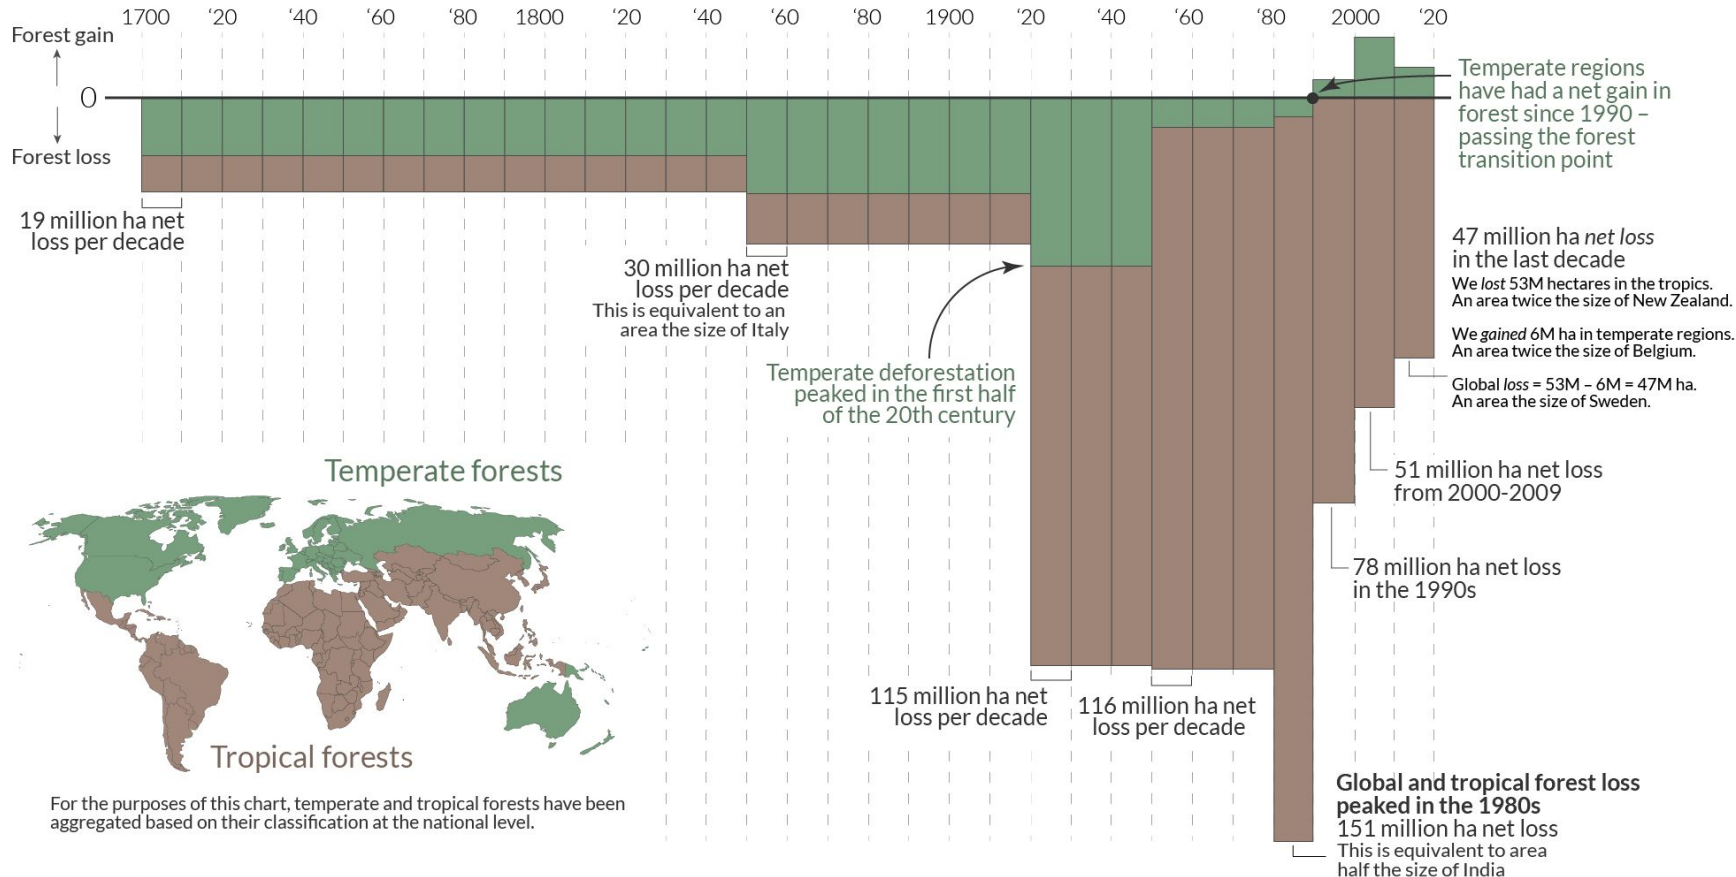 1700 ‘20 ‘40 ‘60 ‘80 1800 ‘20 ‘40 ‘60 ‘80 1900 ‘20 ‘40 ‘60 ‘80 2000 ‘20
Forest gain
0
Forest loss
Temperate regions
have had a net gain in
forest since 1990 –
passing the forest
transition point
19 million ha net
loss per decade
30 million ha net
loss per decade
This is equivalent to an
area the size of Italy
Temperate deforestation
peaked in the first half
of the 20th century
47 million ha net loss
in the last decade
We lost 53M hectares in the tropics.
An area twice the size of New Zealand.
We gained 6M ha in temperate regions.
An area twice the size of Belgium.
Global loss = 53M – 6M = 47M ha.
An area the size of Sweden.
51 million ha net loss
from 2000-2009
78 million ha net loss
in the 1990s
115 million ha net
loss per decade
116 million ha net
loss per decade
Global and tropical forest loss
peaked in the 1980s
151 million ha net loss
This is equivalent to area
half the size of India
Temperate forests
Tropical forests
For the purposes of this chart, temperate and tropical forests have been
aggregated based on their classification at the national level.